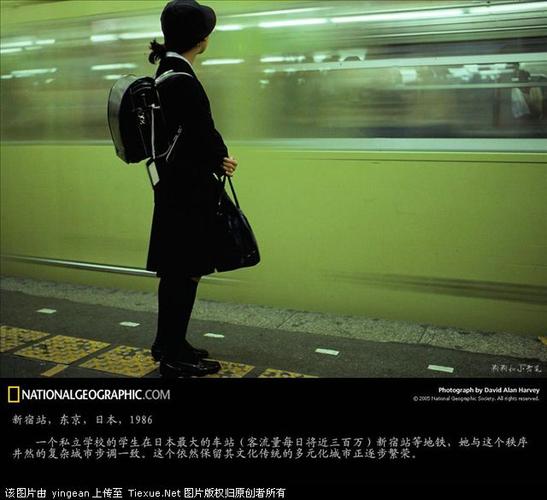 NATIONALGEOGRAPHIC.COM
Photograph by David Alan Harvey
© 2005 National Geographic Society. All rights reserved.
新宿站，东京，日本，1986
一个私立学校的学生在日本最大的车站（客流量每日将近三百万）新宿站等地铁，她与这个秩序
井然的复杂城市步调一致。这个依然保留其文化传统的多元化城市正逐步繁荣。
该图片由 yingean 上传至 Tiexue.Net 图片版权归原创者所有